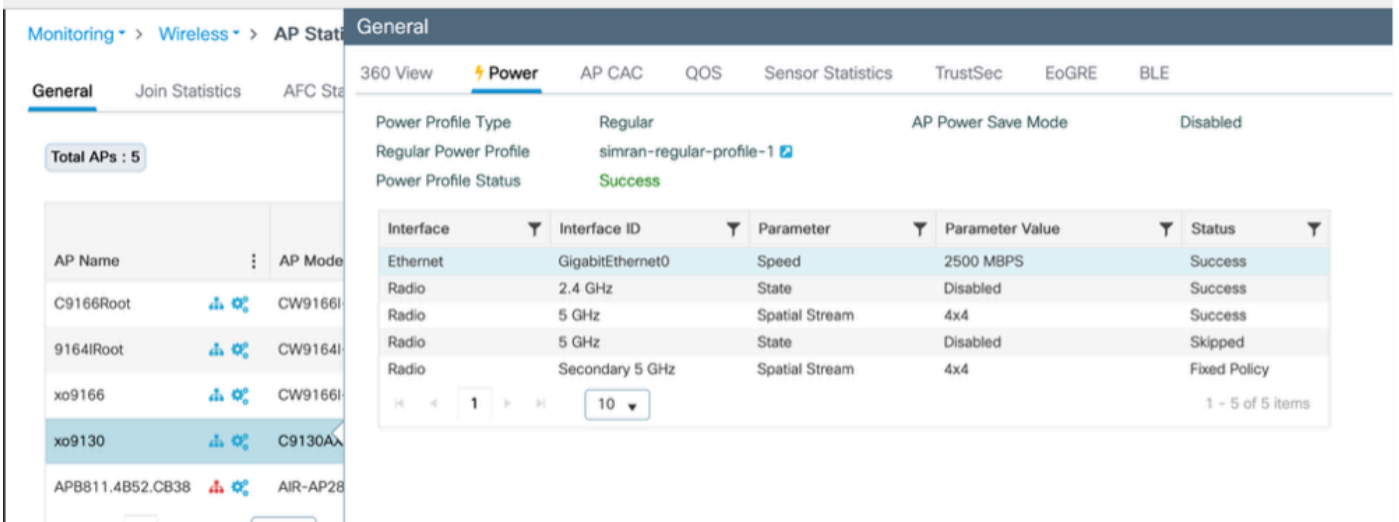 Monitoring > Wireless > AP Stati
General Join Statistics AFC Sta
Total APs : 5
AP Name AP Mode
C9166Root CW9166I-
9164IRoot CW9164I-
xo9166 CW9166I-
xo9130 C9130AX
APB811.4B52.CB38 AIR-AP28
General
360 View Power AP CAC QOS Sensor Statistics TrustSec EoGRE BLE
Power Profile Type Regular AP Power Save Mode Disabled
Regular Power Profile simran-regular-profile-1
Power Profile Status Success
Interface Interface ID Parameter Parameter Value Status
Ethernet GigabitEthernet0 Speed 2500 MBPS Success
Radio 2.4 GHz State Disabled Success
Radio 5 GHz Spatial Stream 4x4 Success
Radio 5 GHz State Disabled Skipped
Radio Secondary 5 GHz Spatial Stream 4x4 Fixed Policy
1 10 1 - 5 of 5 items